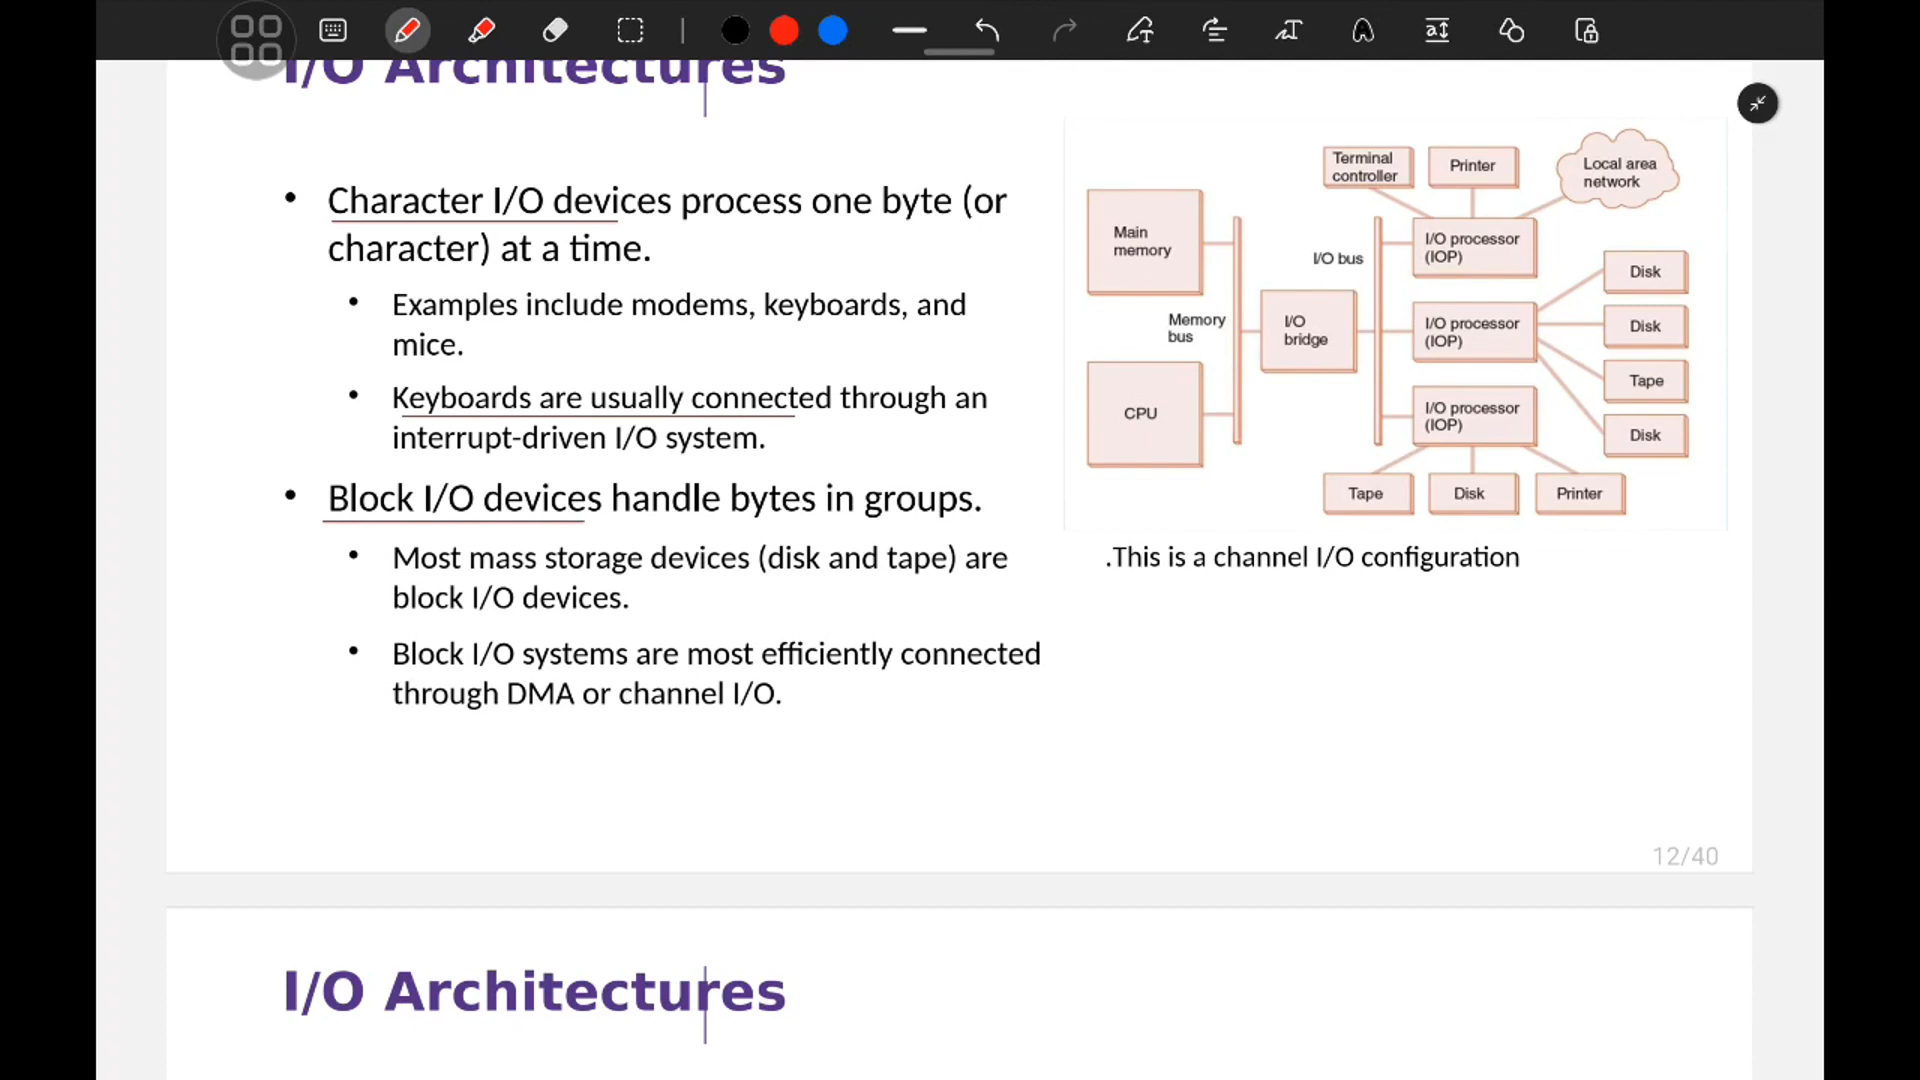 I/O Architectures
• Character I/O devices process one byte (or
character) at a time.
• Examples include modems, keyboards, and
mice.
• Keyboards are usually connected through an
interrupt-driven I/O system.
• Block I/O devices handle bytes in groups.
• Most mass storage devices (disk and tape) are
block I/O devices.
• Block I/O systems are most efficiently connected
through DMA or channel I/O.
Terminal
controller
Printer
Local area
network
Main
memory
I/O bus
I/O processor
(IOP)
Disk
Memory
bus
I/O
bridge
I/O processor
(IOP)
Disk
Tape
CPU
I/O processor
(IOP)
Disk
Tape
Disk
Printer
.This is a channel I/O configuration
12/40
I/O Architectures